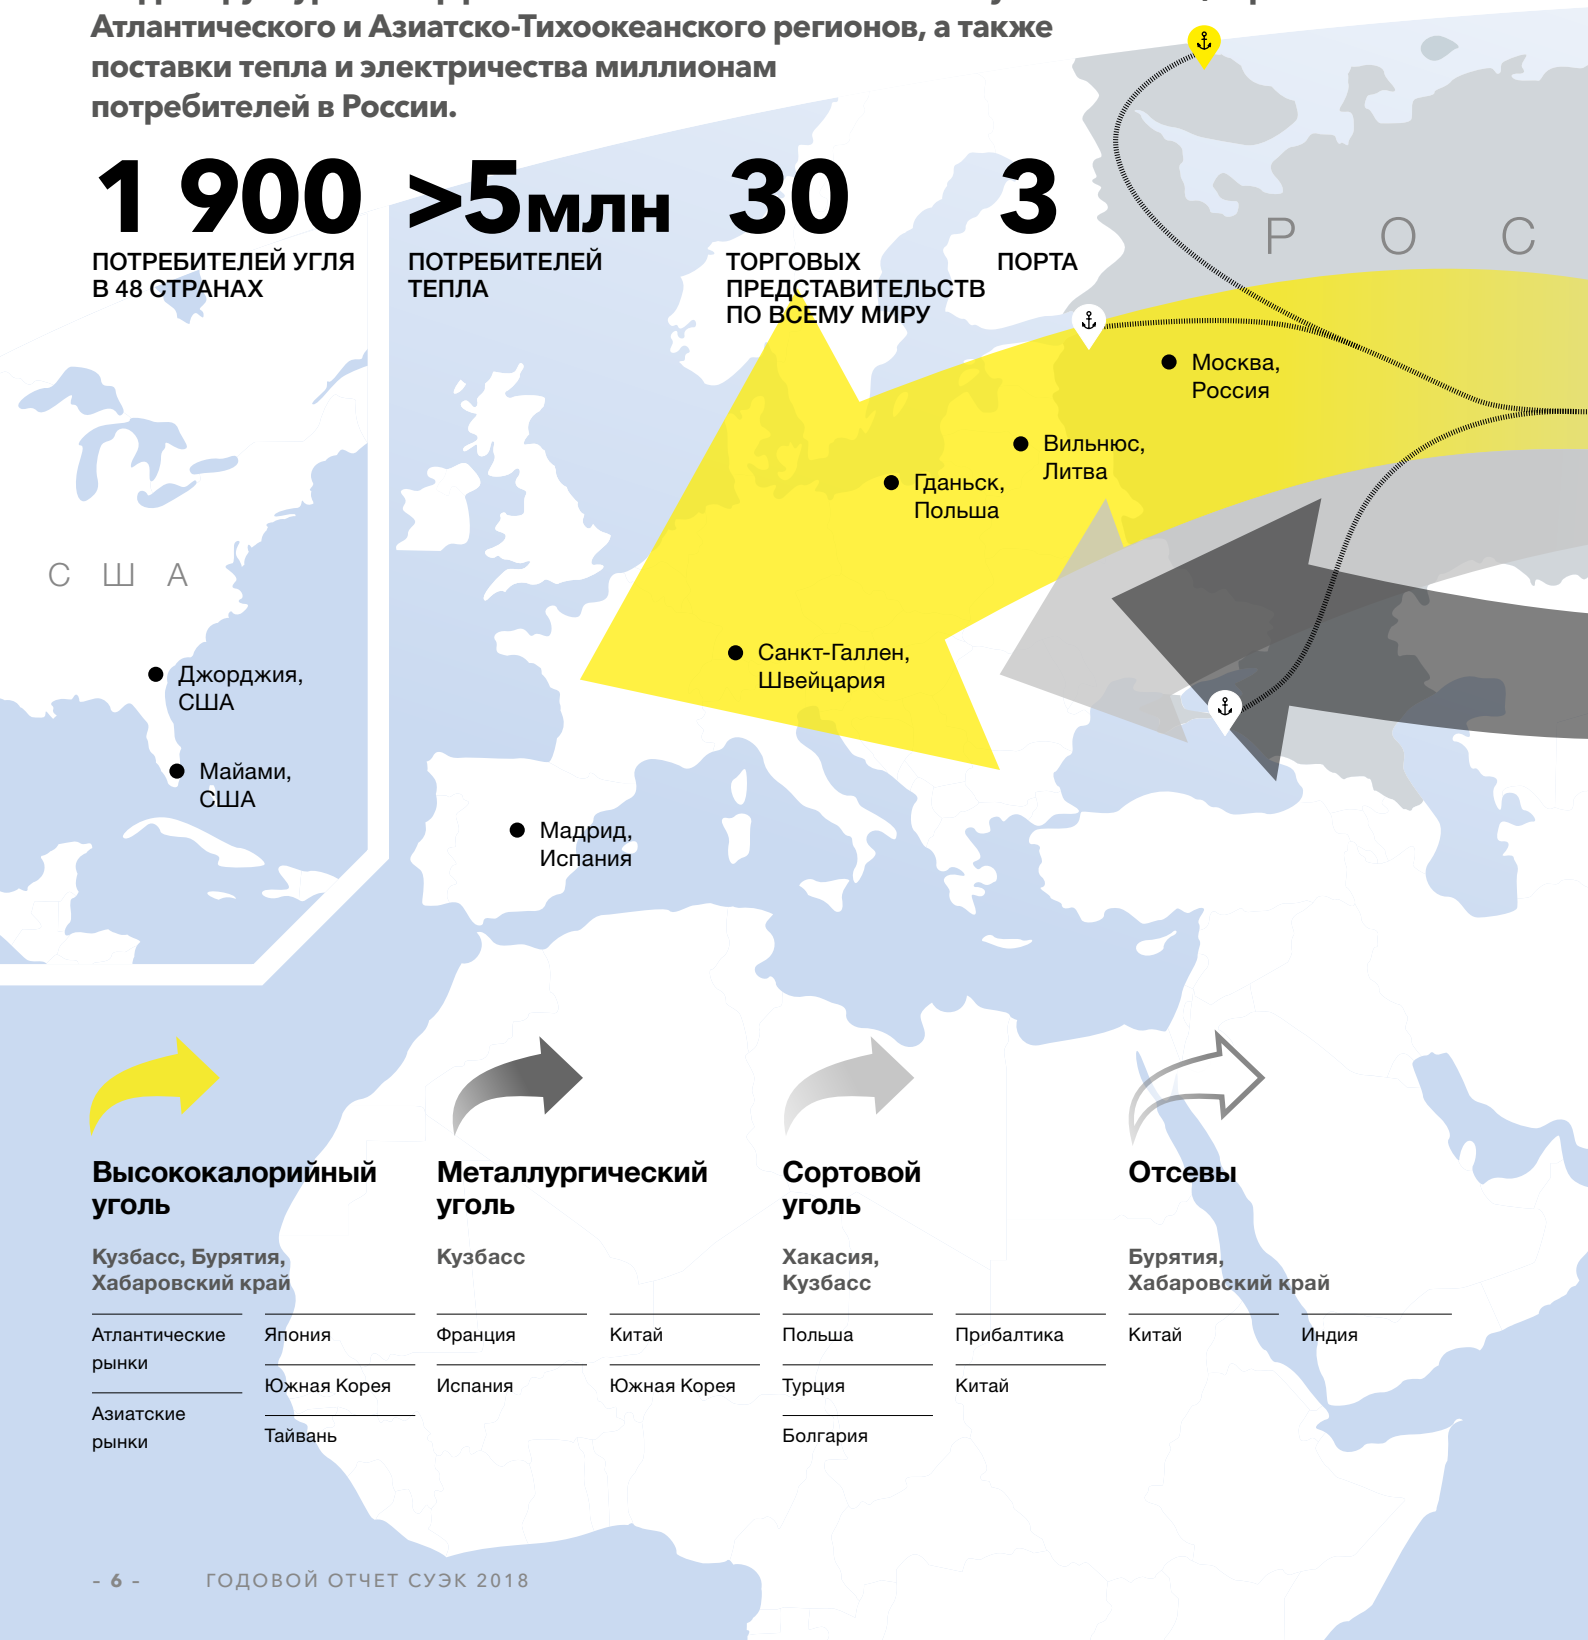 Атлантического и Азиатско-Тихоокеанского регионов, а также
поставки тепла и электричества миллионам
потребителей в России.
1 900
ПОТРЕБИТЕЛЕЙ УГЛЯ
В 48 СТРАНАХ
>5млн
ПОТРЕБИТЕЛЕЙ
ТЕПЛА
30
ТОРГОВЫХ
ПРЕДСТАВИТЕЛЬСТВ
ПО ВСЕМУ МИРУ
3
ПОРТА
Р О С
Москва,
Россия
Вильнюс,
Литва
Гданьск,
Польша
С Ш А
Санкт-Галлен,
Швейцария
Джорджия,
США
Майами,
США
Мадрид,
Испания
Высококалорийный
уголь
Кузбасс, Бурятия,
Хабаровский край
Атлантические
рынки
Азиатские
рынки
Япония
Южная Корея
Тайвань
Металлургический
уголь
Кузбасс
Франция
Испания
Китай
Южная Корея
Сортовой
уголь
Хакасия,
Кузбасс
Польша
Турция
Болгария
Прибалтика
Китай
Отсевы
Бурятия,
Хабаровский край
Китай
Индия
- 6 - ГОДОВОЙ ОТЧЕТ СУЭК 2018